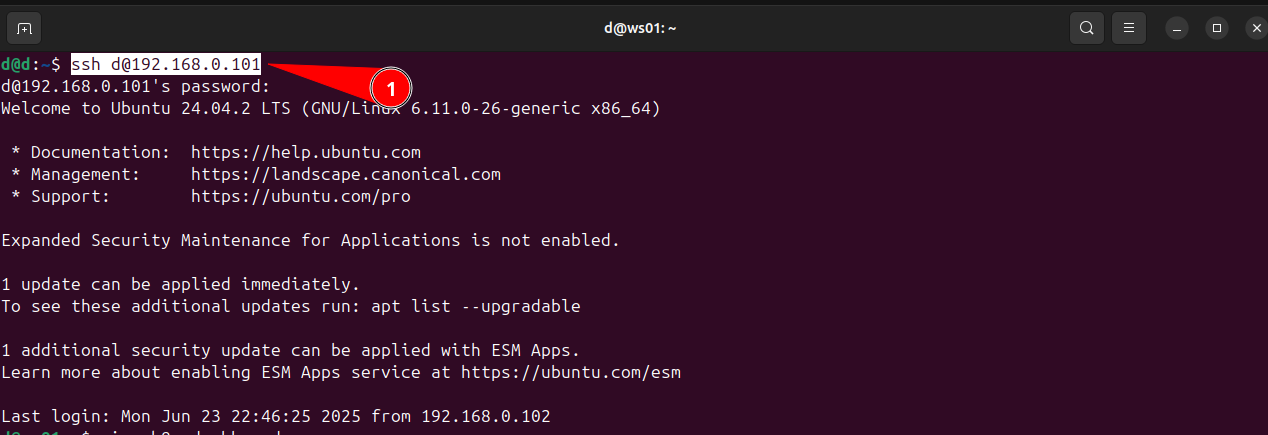 d@ws01: ~
d@d:~$ ssh d@192.168.0.101
1
d@192.168.0.101's password:
Welcome to Ubuntu 24.04.2 LTS (GNU/Linux 6.11.0-26-generic x86_64)
* Documentation: https://help.ubuntu.com
* Management: https://landscape.canonical.com
* Support: https://ubuntu.com/pro
Expanded Security Maintenance for Applications is not enabled.
1 update can be applied immediately.
To see these additional updates run: apt list --upgradable
1 additional security update can be applied with ESM Apps.
Learn more about enabling ESM Apps service at https://ubuntu.com/esm
Last login: Mon Jun 23 22:46:25 2025 from 192.168.0.102